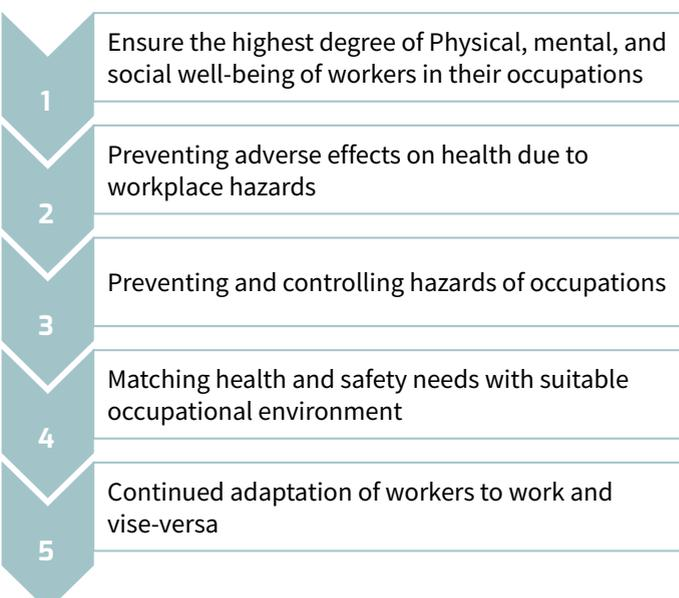 1
Ensure the highest degree of Physical, mental, and
social well-being of workers in their occupations
2
Preventing adverse effects on health due to
workplace hazards
3
Preventing and controlling hazards of occupations
4
Matching health and safety needs with suitable
occupational environment
5
Continued adaptation of workers to work and
vise-versa